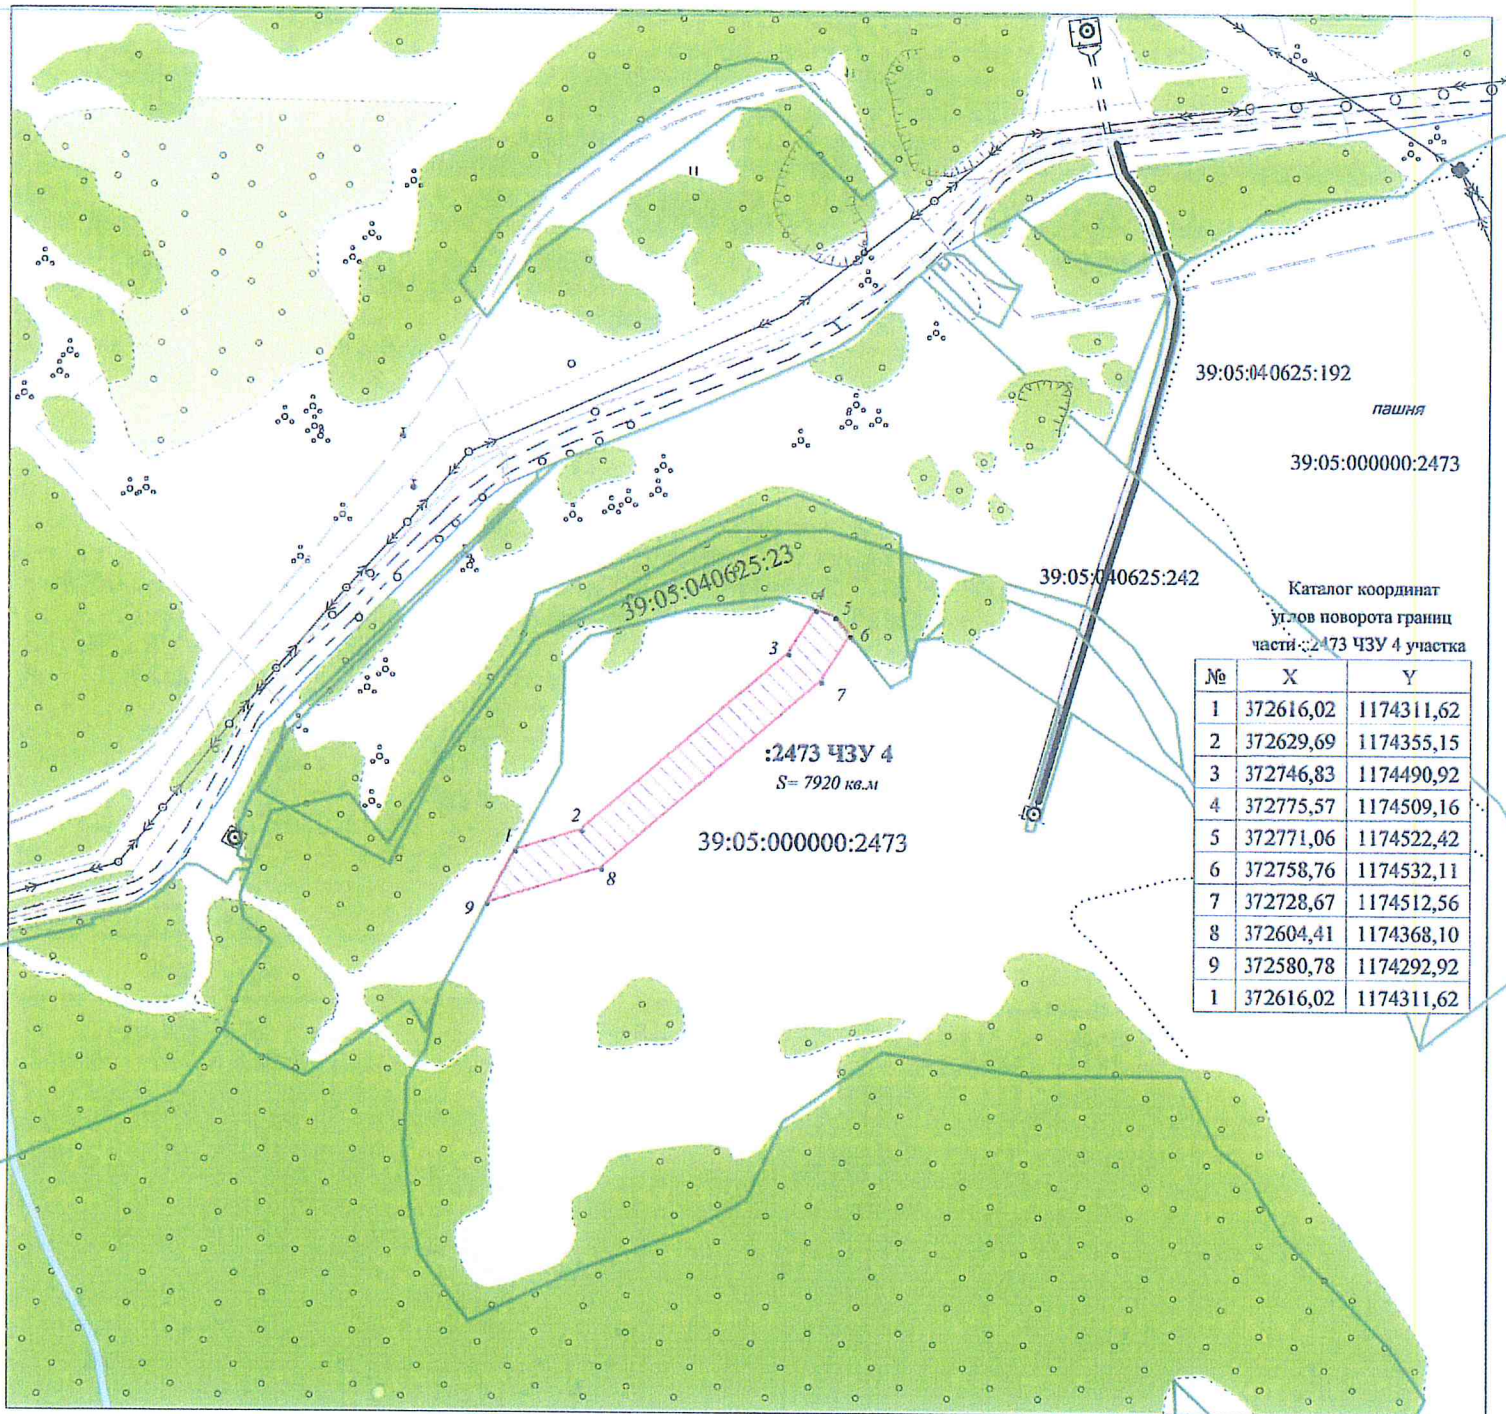 39:05:040625:192
пашня
39:05:000000:2473
39:05:040625:23
39:05:040625:242
4
5
6
3
7
:2473 ЧЗУ 4
S= 7920 кв.м
2
1
39:05:000000:2473
8
9
Каталог координат
углов поворота границ
части :2473 ЧЗУ 4 участка
№ X Y
1 372616,02 1174311,62
2 372629,69 1174355,15
3 372746,83 1174490,92
4 372775,57 1174509,16
5 372771,06 1174522,42
6 372758,76 1174532,11
7 372728,67 1174512,56
8 372604,41 1174368,10
9 372580,78 1174292,92
1 372616,02 1174311,62